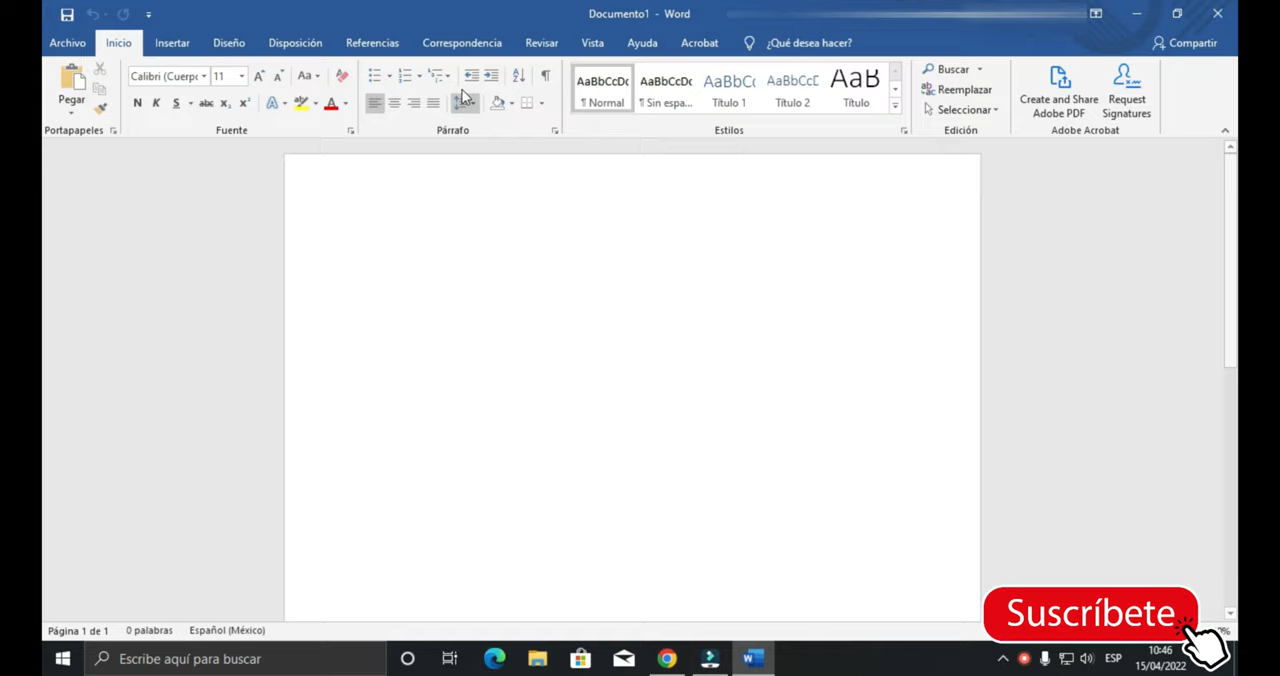 Documento1 - Word
Archivo Inicio Insertar Diseño Disposición Referencias Correspondencia Revisar Vista Ayuda Acrobat ¿Qué desea hacer? Compartir
Pegar
Calibri (Cuerpo 11 Aa
N K S abc x₂ x² A A
AaBbCcDc AaBbCcDc AaBbC( AaBbCcD AaB
¶ Normal ¶ Sin espa... Título 1 Título 2 Título
Buscar
Reemplazar
Seleccionar
Create and Share Adobe PDF
Request Signatures
Portapapeles Fuente Párrafo Estilos Edición Adobe Acrobat
Suscríbete
Página 1 de 1 0 palabras Español (México)
Escribe aquí para buscar
ESP
10:46
15/04/2022